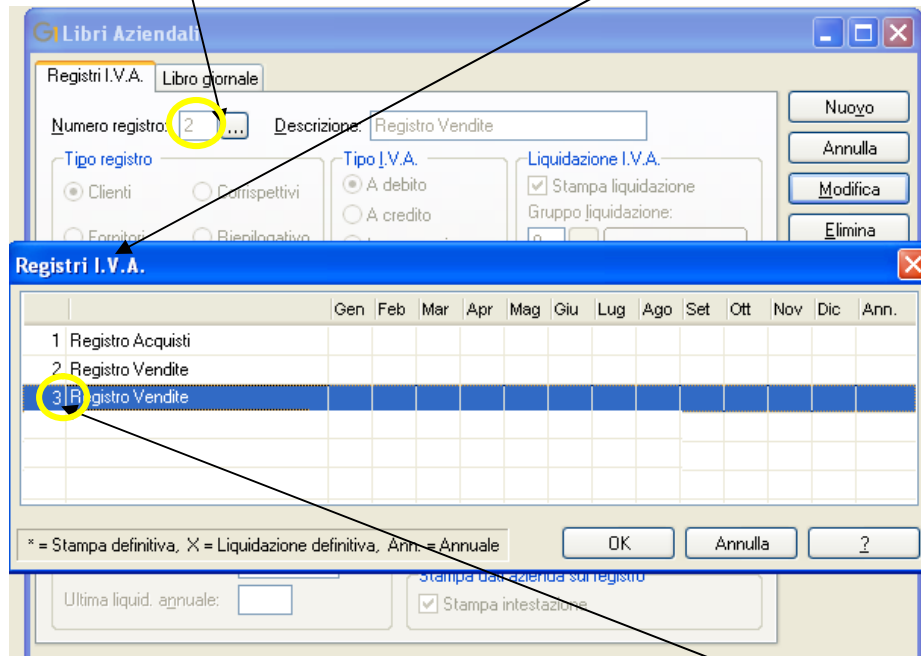 Libri Aziendali
Registri I.V.A. Libro giornale
Numero registro: 2 ... Descrizione: Registro Vendite
Nuovo
Annulla
Modifica
Elimina
Tipo registro
Clienti Corrispettivi
Fornitori Riepilogativo
Tipo I.V.A.
A debito
A credito
Liquidazione I.V.A.
Stampa liquidazione
Gruppo liquidazione:
Registri I.V.A.
Gen Feb Mar Apr Mag Giu Lug Ago Set Ott Nov Dic Ann.
1 Registro Acquisti
2 Registro Vendite
3 Registro Vendite
* = Stampa definitiva, X = Liquidazione definitiva, Ann. = Annuale
OK Annulla ?
Ultima liquid. annuale:
Stampa dati azienda sul registro
Stampa intestazione